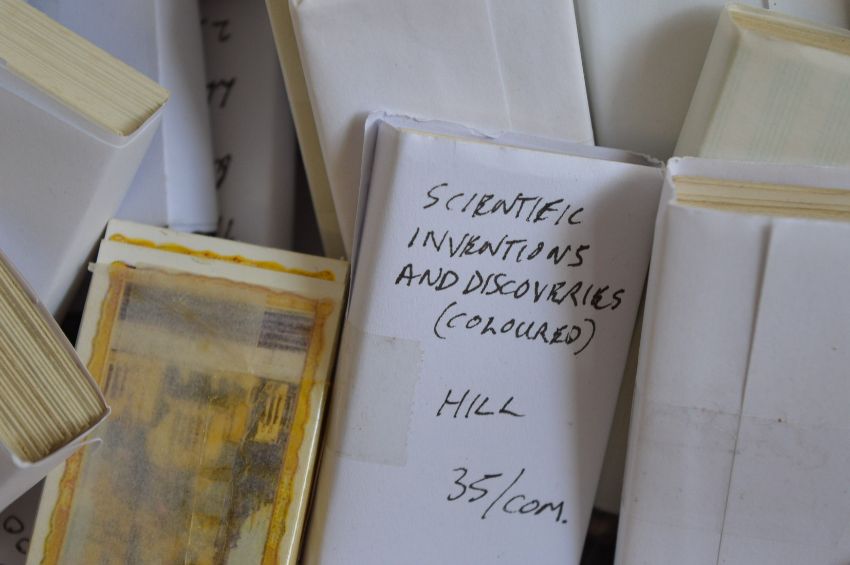 SCIENTIFIC
INVENTIONS
AND DISCOVERIES
(COLOURED)
HILL
35/COM.